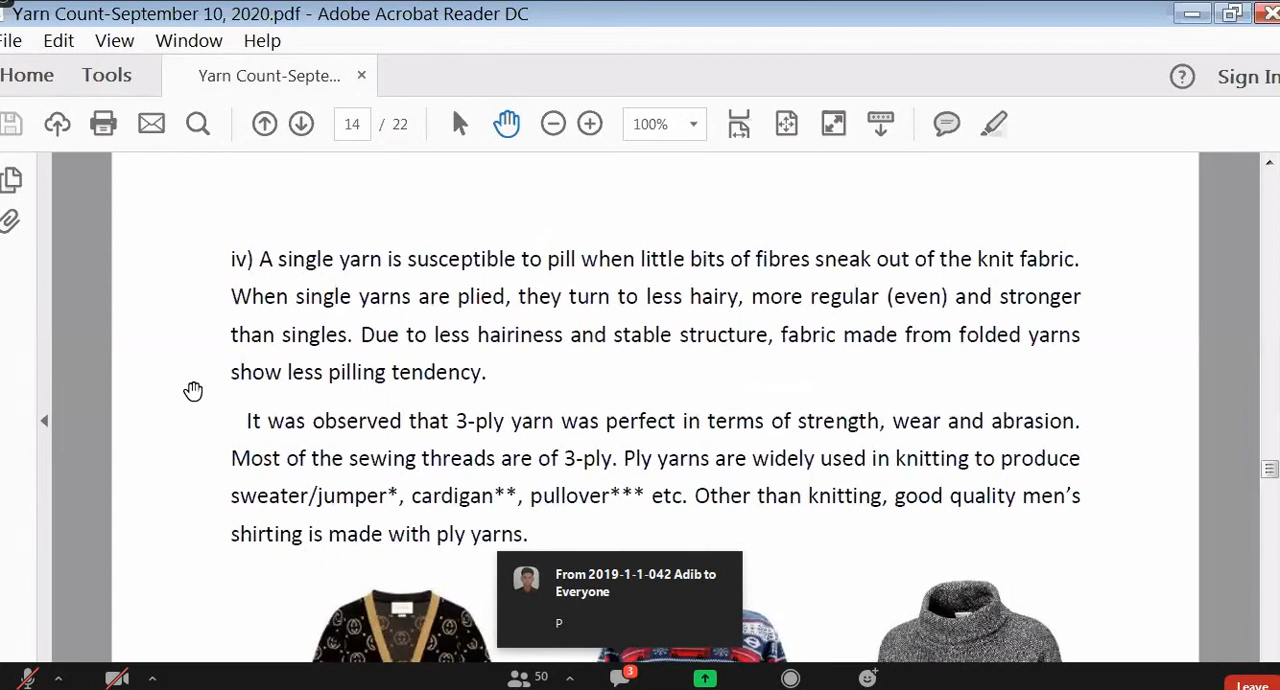 Yarn Count-September 10, 2020.pdf - Adobe Acrobat Reader DC
File Edit View Window Help
Home Tools Yarn Count-Septe... × ? Sign In
14 / 22 100%
iv) A single yarn is susceptible to pill when little bits of fibres sneak out of the knit fabric.
When single yarns are plied, they turn to less hairy, more regular (even) and stronger
than singles. Due to less hairiness and stable structure, fabric made from folded yarns
show less pilling tendency.
It was observed that 3-ply yarn was perfect in terms of strength, wear and abrasion.
Most of the sewing threads are of 3-ply. Ply yarns are widely used in knitting to produce
sweater/jumper*, cardigan**, pullover*** etc. Other than knitting, good quality men's
shirting is made with ply yarns.
From 2019-1-1-042 Adib to
Everyone
P
50 3 Leave